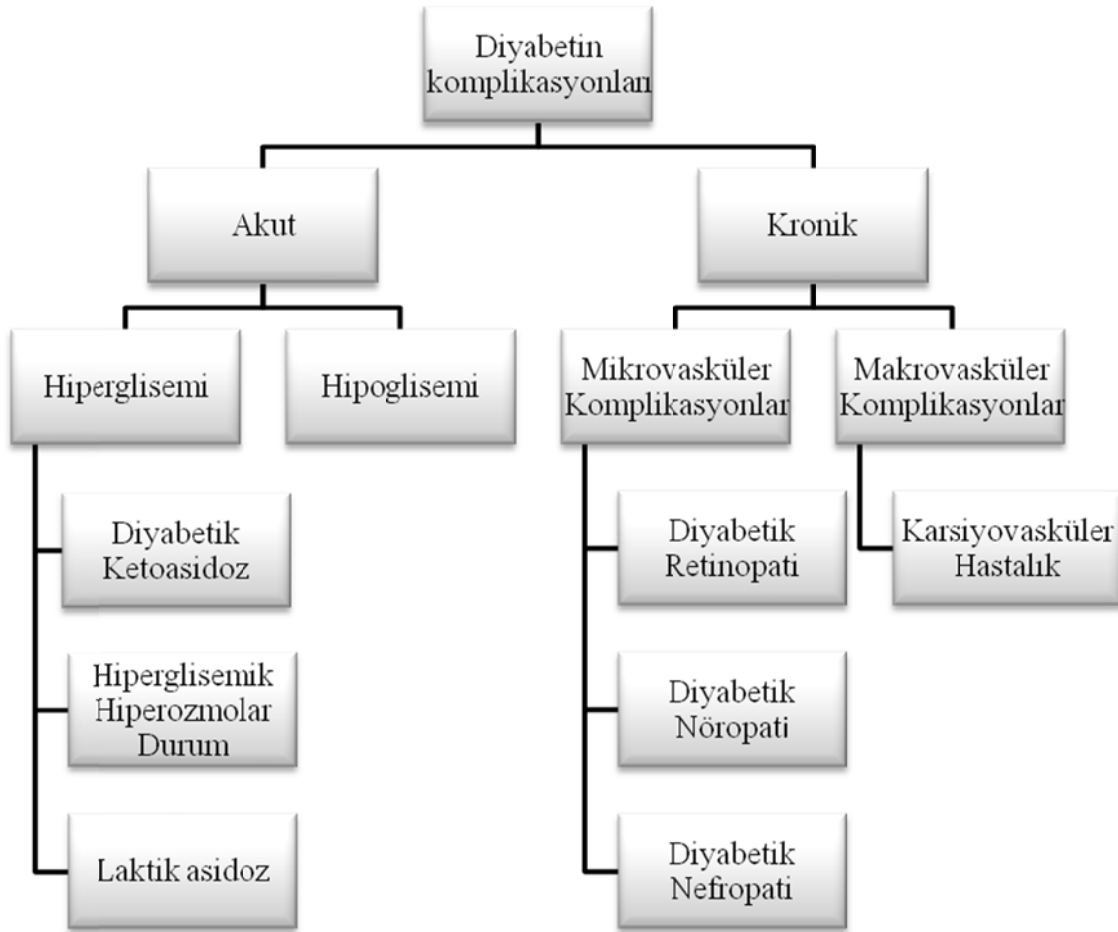 Diyabetin
komplikasyonları
Akut
Kronik
Hiperglisemi
Hipoglisemi
Mikrovasküler
Komplikasyonlar
Makrovasküler
Komplikasyonlar
Diyabetik
Ketoasidoz
Hiperglisemik
Hiperozmolar
Durum
Laktik asidoz
Diyabetik
Retinopati
Diyabetik
Nöropati
Diyabetik
Nefropati
Karsiyovasküler
Hastalık